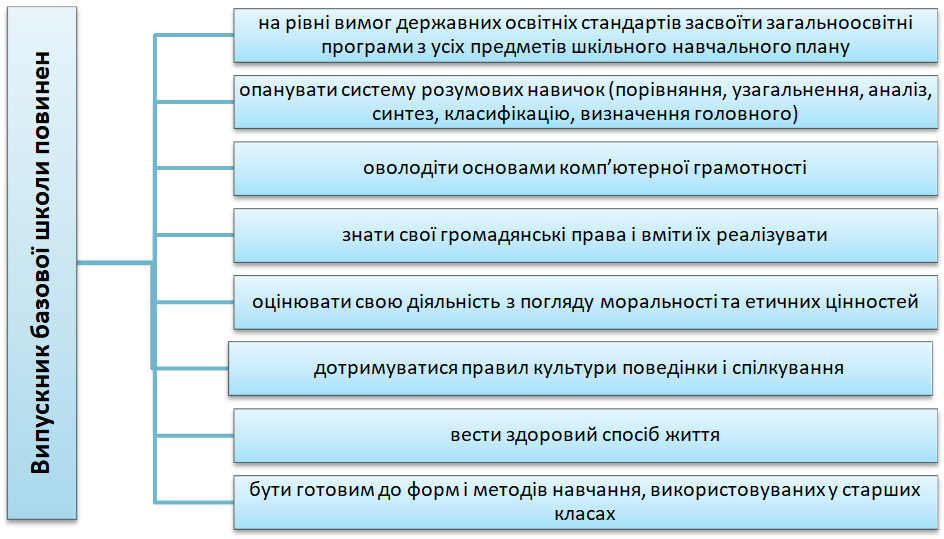 Випускник базової школи повинен
на рівні вимог державних освітніх стандартів засвоїти загальноосвітні
програми з усіх предметів шкільного навчального плану
опанувати систему розумових навичок (порівняння, узагальнення, аналіз,
синтез, класифікацію, визначення головного)
оволодіти основами комп’ютерної грамотності
знати свої громадянські права і вміти їх реалізувати
оцінювати свою діяльність з погляду моральності та етичних цінностей
дотримуватися правил культури поведінки і спілкування
вести здоровий спосіб життя
бути готовим до форм і методів навчання, використовуваних у старших
класах